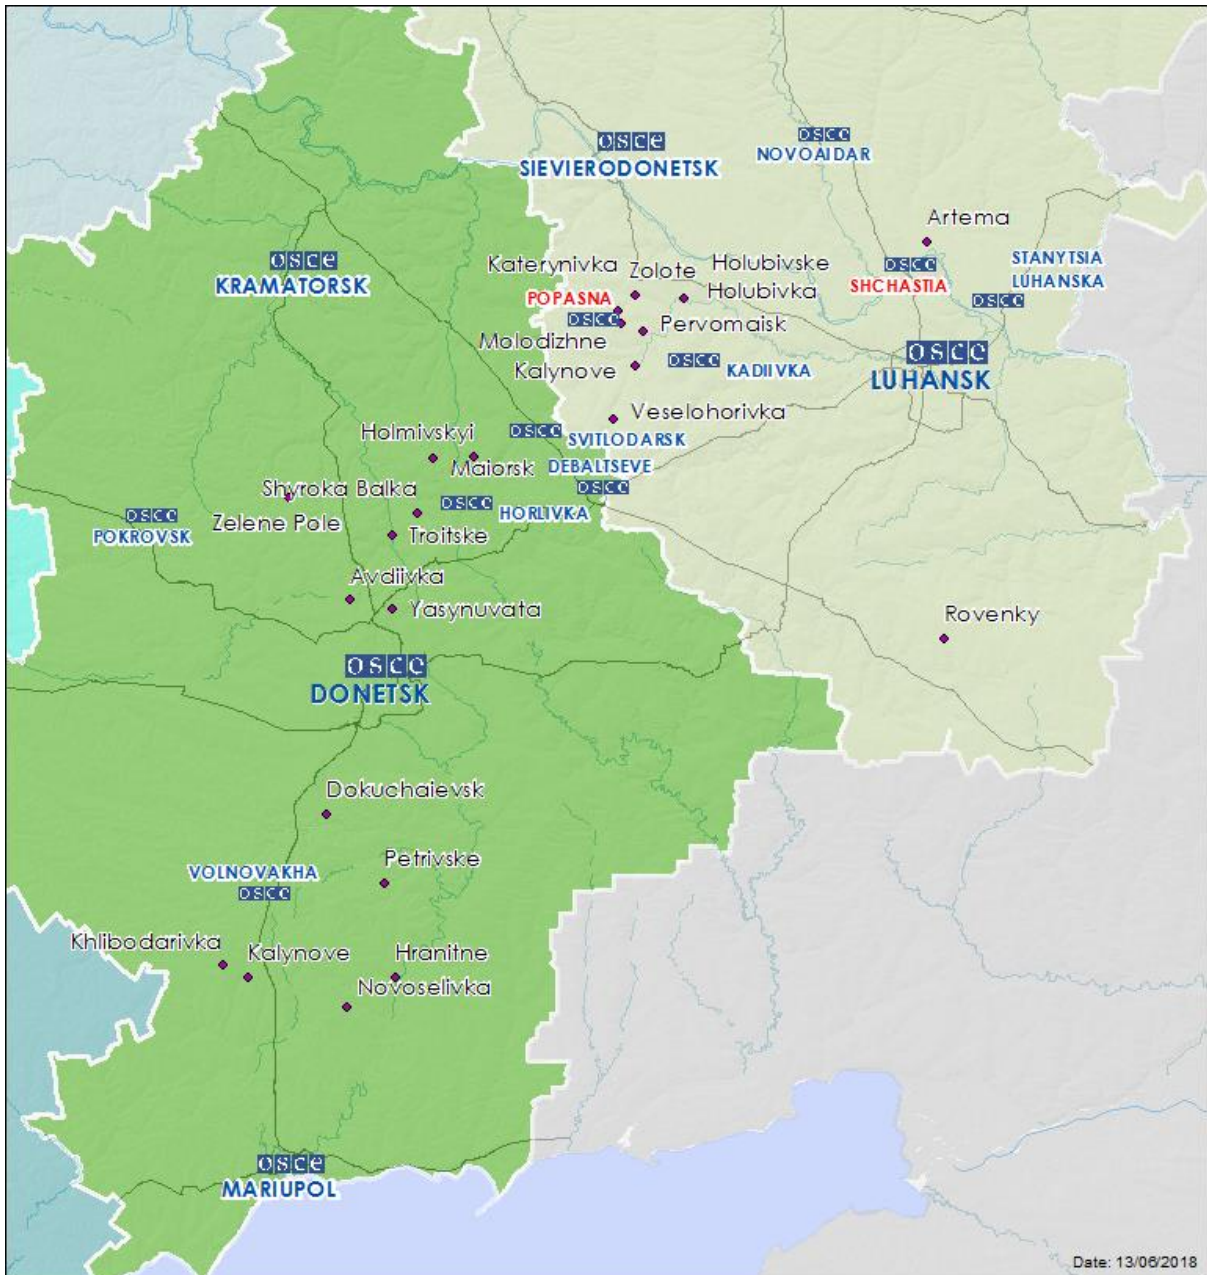 osce
SIEVIERODONETSK
osce
NOVOAIDAR
Artema
osce
KRAMATORSK
Katerynivka
Zolote
Holubivske
Holubivka
osce
SHCHASTIA
STANYTSIA
LUHANSKA
osce
POPASNA
osce
Molodizhne
Pervomaisk
Kalynove
osce
KADIIVKA
osce
LUHANSK
Veselohorivka
Holmivskyi
osce
SVITLODARSK
Maiorsk
DEBALTSEVE
osce
Shyroka Balka
osce
HORLIVKA
Zelene Pole
osce
POKROVSK
Troitske
Avdiivka
Yasynuvata
Rovenky
osce
DONETSK
Dokuchaievsk
Petrivske
VOLNOVAKHA
osce
Khlibodarivka
Kalynove
Hranitne
Novoselivka
osce
MARIUPOL
Date: 13/06/2018